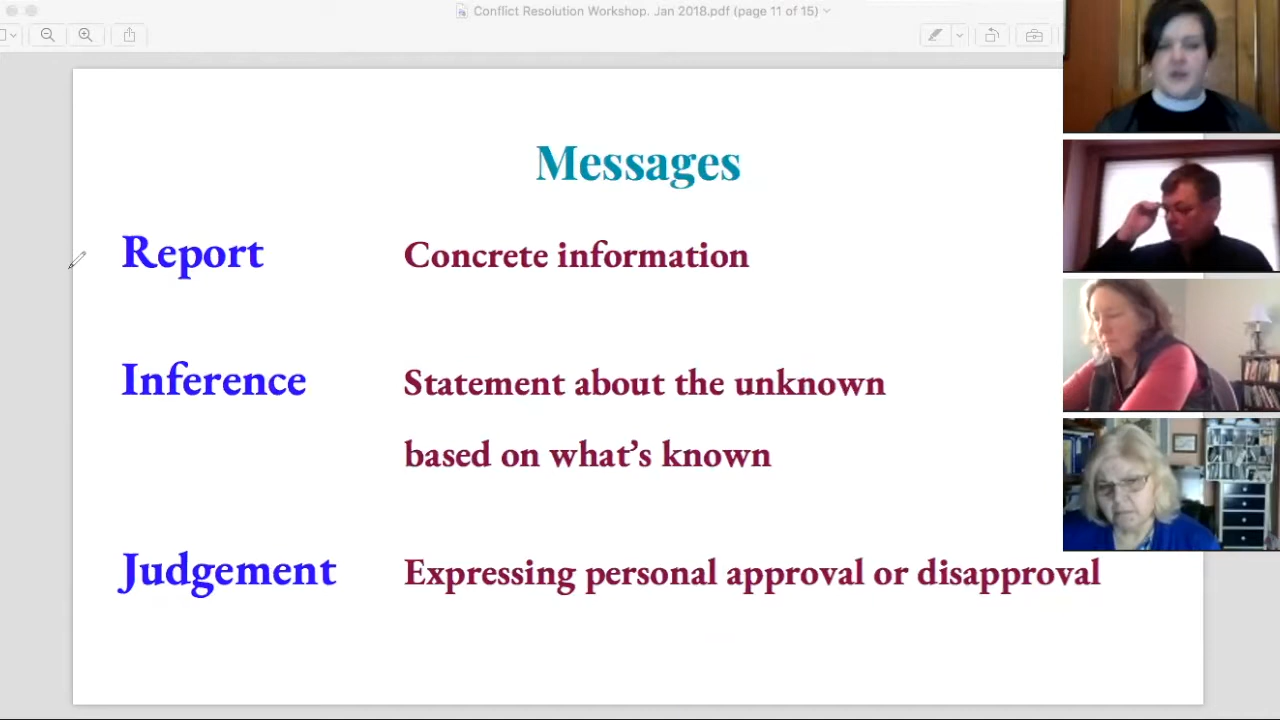 Conflict Resolution Workshop. Jan 2018.pdf (page 11 of 15)
Messages
Report Concrete information
Inference Statement about the unknown
based on what’s known
Judgement Expressing personal approval or disapproval